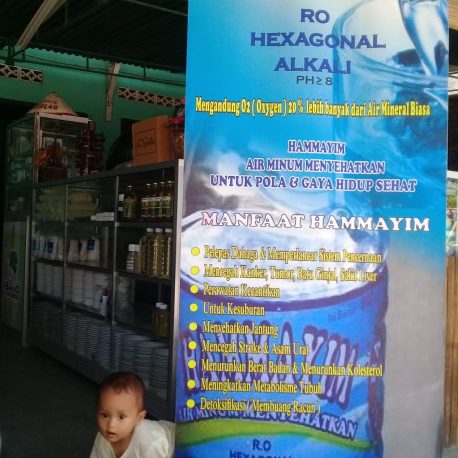 RO
HEXAGONAL
ALKALI
PH ≥ 8
Mengandung O2 ( Oxygen ) 20 % lebih banyak dari Air Mineral Biasa
HAMMAYIM
AIR MINUM MENYEHATKAN
UNTUK POLA & GAYA HIDUP SEHAT
MANFAAT HAMMAYIM
Pelepas Dahaga & Memperlancar Sistem Pencernaan
Mencegah Kanker, Tumor, Batu Ginjal, Sakit Liver
Perawatan Kecantikan
Untuk Kesuburan
Menyehatkan Jantung
Mencegah Stroke & Asam Urat
Menurunkan Berat Badan & Menurunkan Kolesterol
Meningkatkan Metabolisme Tubuh
Detoksifikasi ( Membuang Racun )
HAMMAYIM
AIR MINUM MENYEHATKAN
R.O
HEXAGONAL